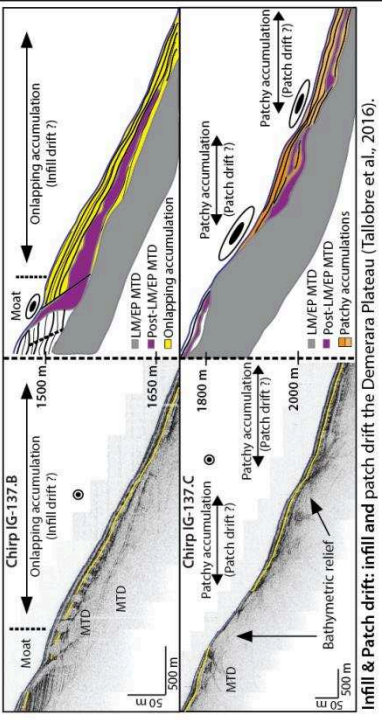 Chirp IG-137.B
Moat
Onlapping accumulation
(Infill drift ?)
1500 m
MTD
MTD
1650 m
50 m
500 m
Moat
Onlapping accumulation
(Infill drift ?)
LM/EP MTD
Post-LM/EP MTD
Onlapping accumulation
Chirp IG-137.C
1800 m
Patchy accumulation
(Patch drift ?)
Patchy accumulation
(Patch drift ?)
MTD
2000 m
Bathymetric relief
50 m
500 m
Patchy accumulation
(Patch drift ?)
Patchy accumulation
(Patch drift ?)
LM/EP MTD
Post-LM/EP MTD
Patchy accumulations
Infill & Patch drift: infill and patch drift the Demerara Plateau (Tallobre et al., 2016).